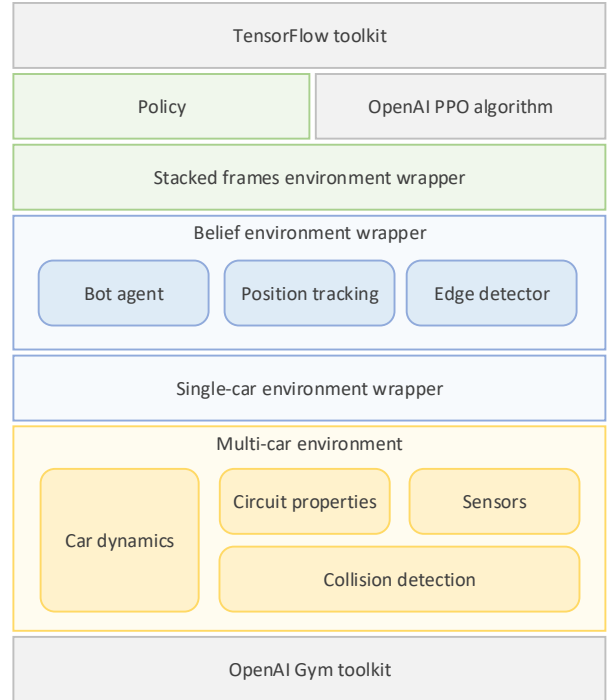 TensorFlow toolkit
Policy
OpenAI PPO algorithm
Stacked frames environment wrapper
Belief environment wrapper
Bot agent
Position tracking
Edge detector
Single-car environment wrapper
Multi-car environment
Car dynamics
Circuit properties
Sensors
Collision detection
OpenAI Gym toolkit